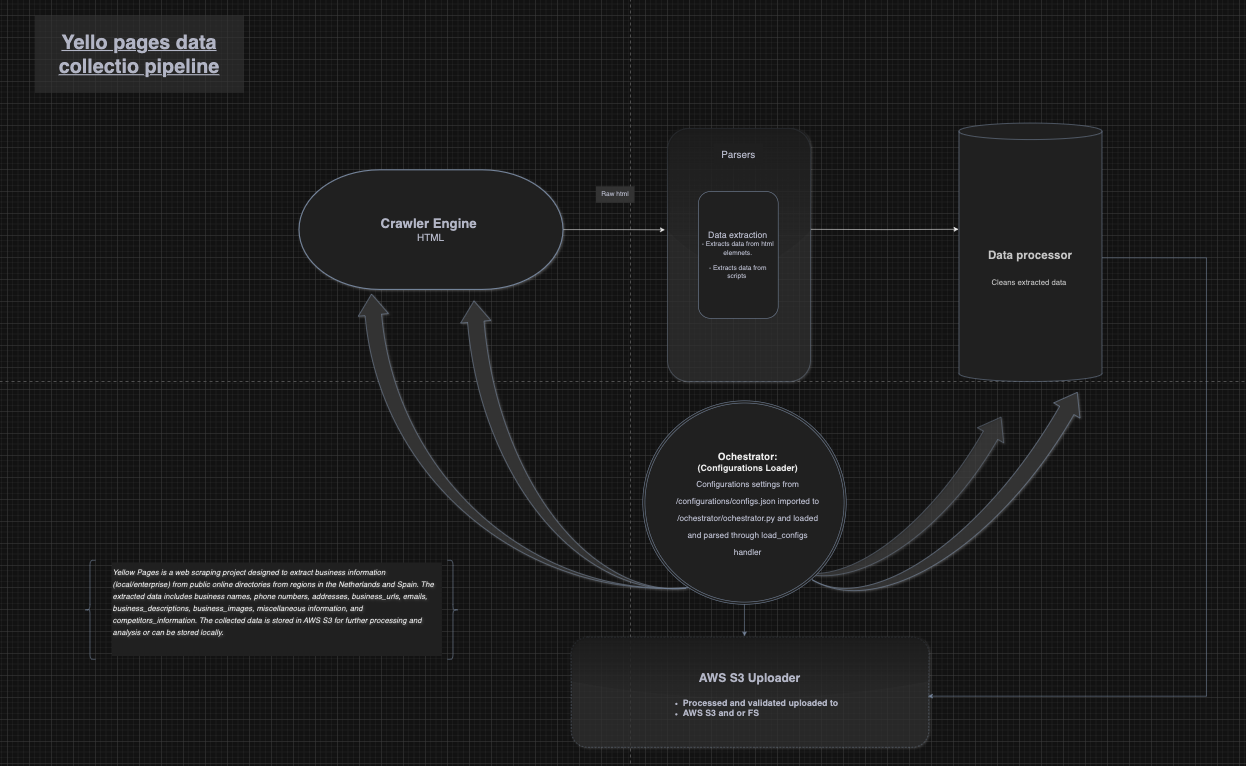 Yello pages data
collectio pipeline
Parsers
Raw html
Crawler Engine
HTML
Data extraction
- Extracts data from html
elemnets.
- Extracts data from
scripts
Data processor
Cleans extracted data
Ochestrator:
(Configurations Loader)
Configurations settings from
/configurations/configs.json imported to
/ochestrator/ochestrator.py and loaded
and parsed through load_configs
handler
Yellow Pages is a web scraping project designed to extract business information
(local/enterprise) from public online directories from regions in the Netherlands and Spain. The
extracted data includes business names, phone numbers, addresses, business_urls, emails,
business_descriptions, business_images, miscellaneous information, and
competitors_information. The collected data is stored in AWS S3 for further processing and
analysis or can be stored locally.
AWS S3 Uploader
• Processed and validated uploaded to
• AWS S3 and or FS